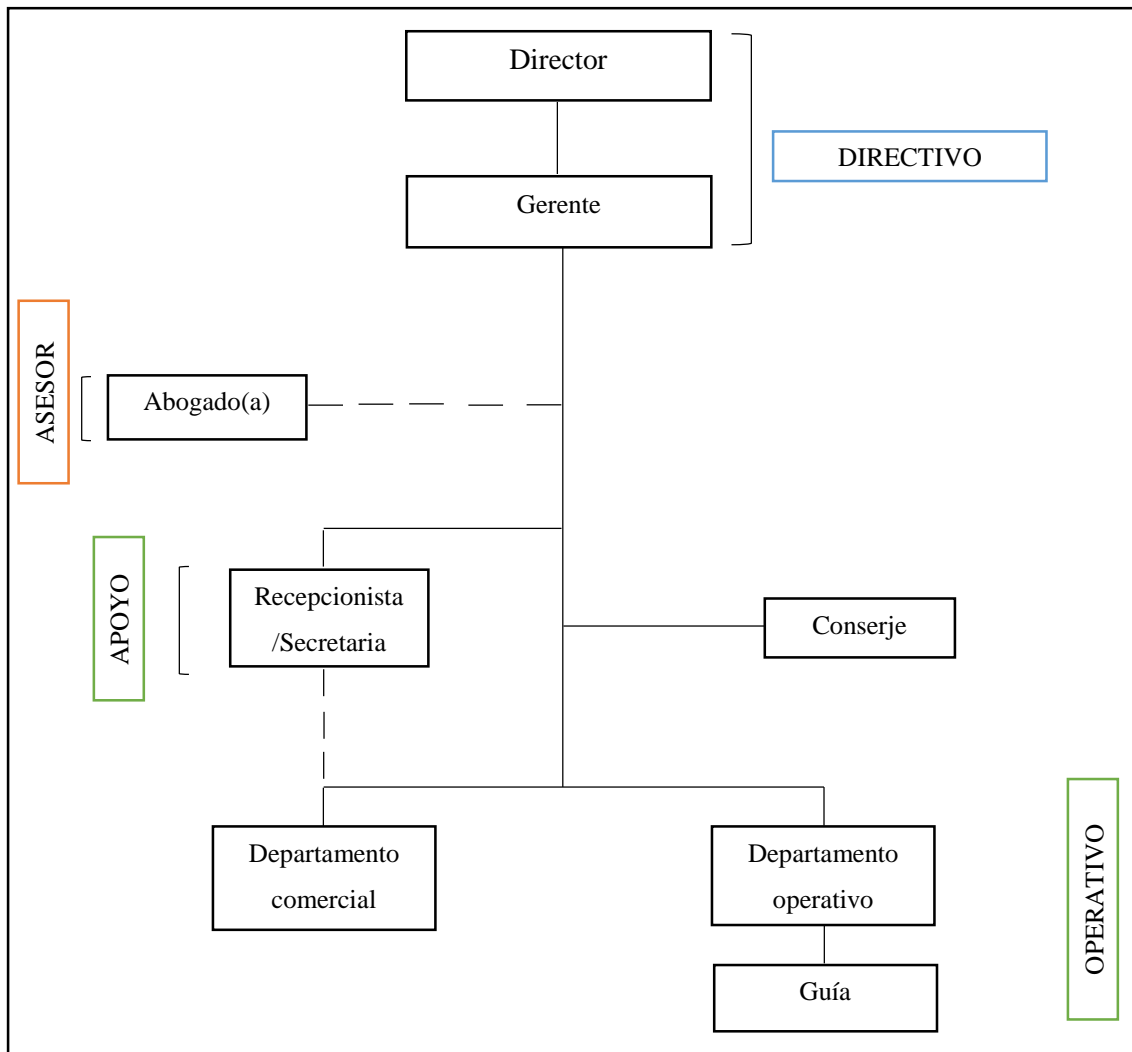 Director
DIRECTIVO
Gerente
ASESOR
Abogado(a)
APOYO
Recepcionista
/Secretaria
Conserje
Departamento
comercial
Departamento
operativo
OPERATIVO
Guía